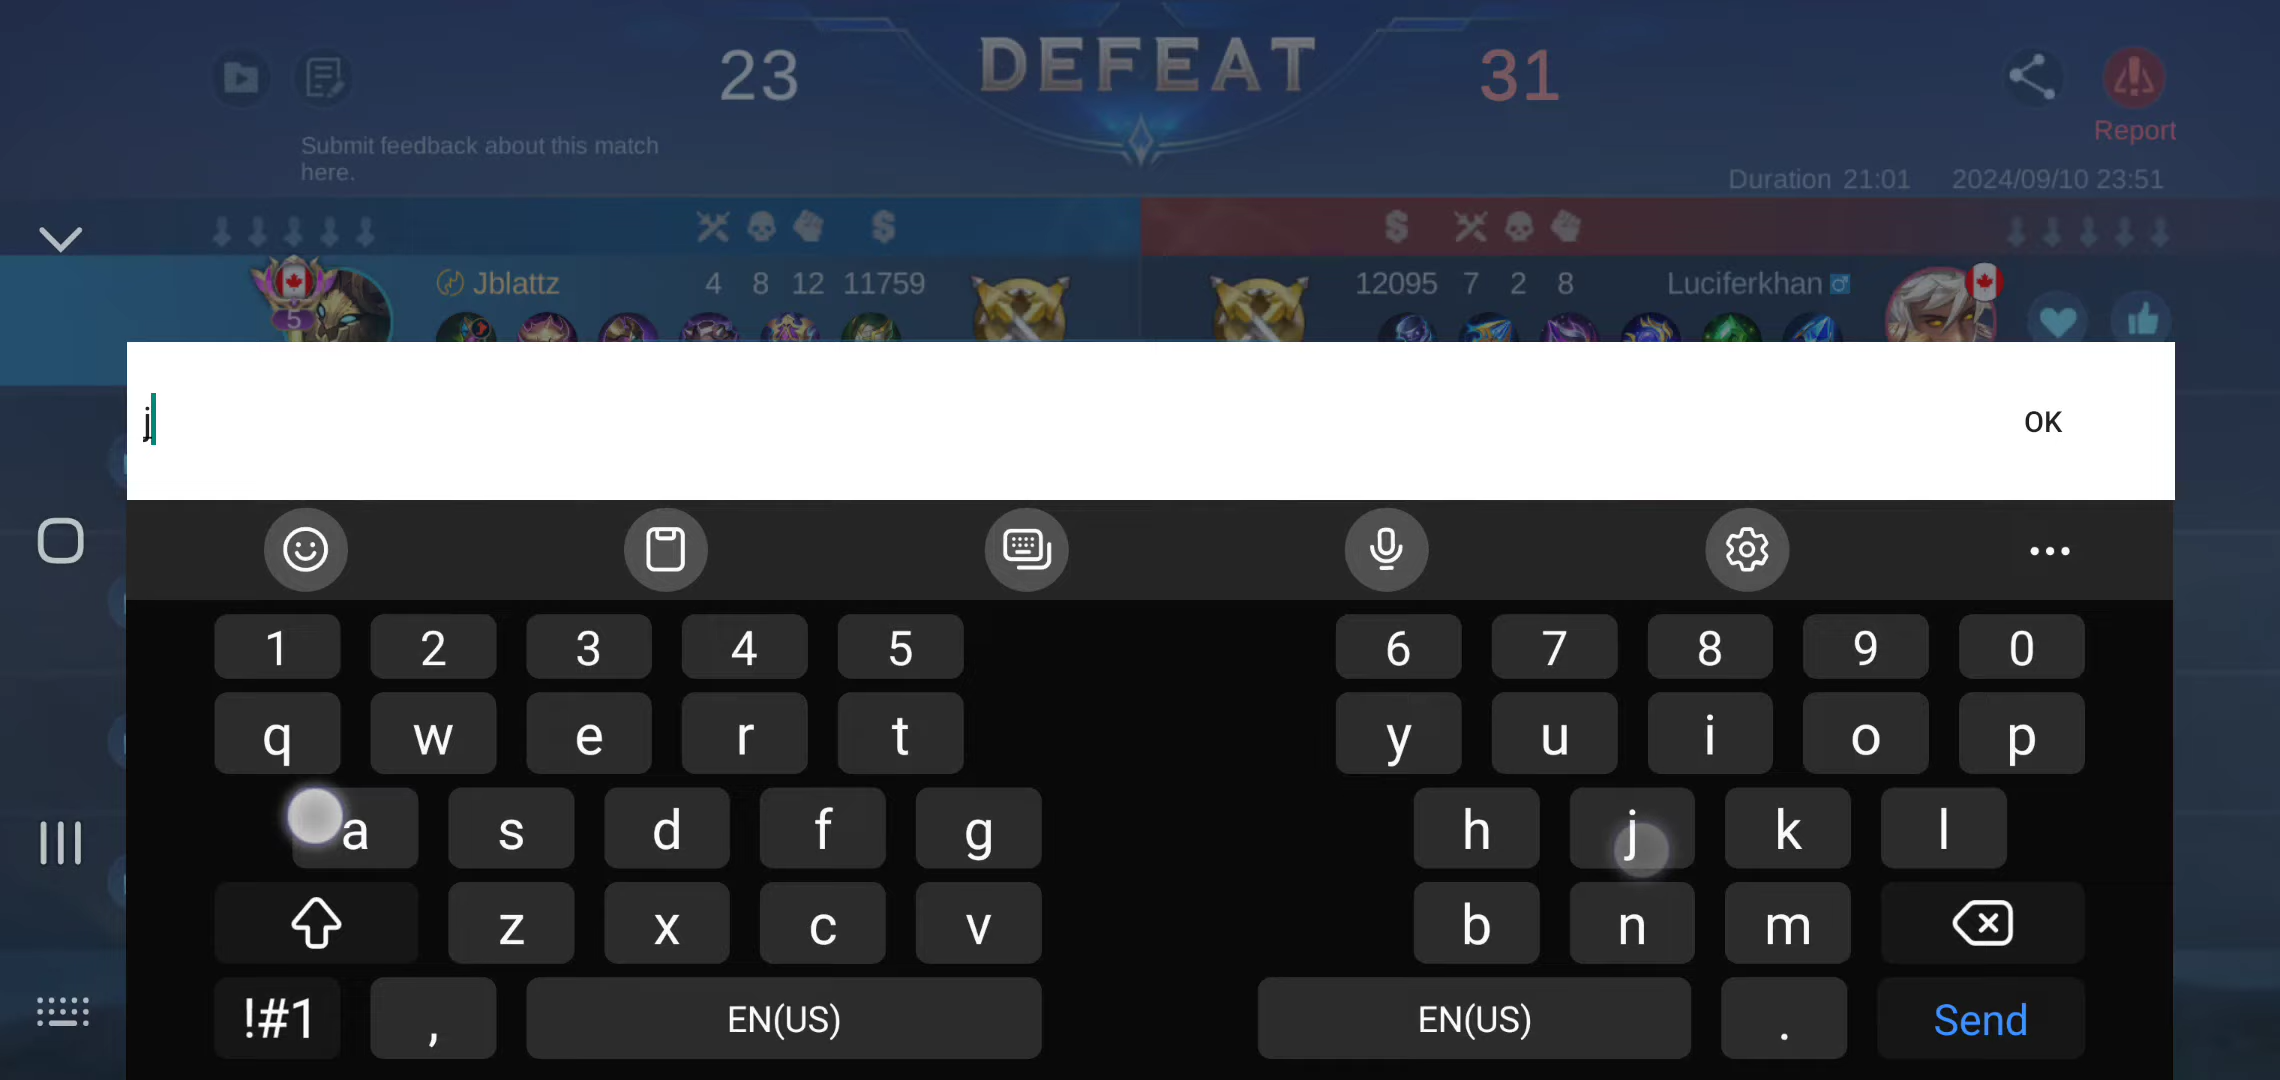 23 DEFEAT 31
Submit feedback about this match
here.
Report
Duration 21:01 2024/09/10 23:51
5 Jblattz 4 8 12 11759 12095 7 2 8 Luciferkhan
j OK
1 2 3 4 5 6 7 8 9 0
q w e r t y u i o p
a s d f g h j k l
z x c v b n m
!#1 , EN(US) EN(US) . Send